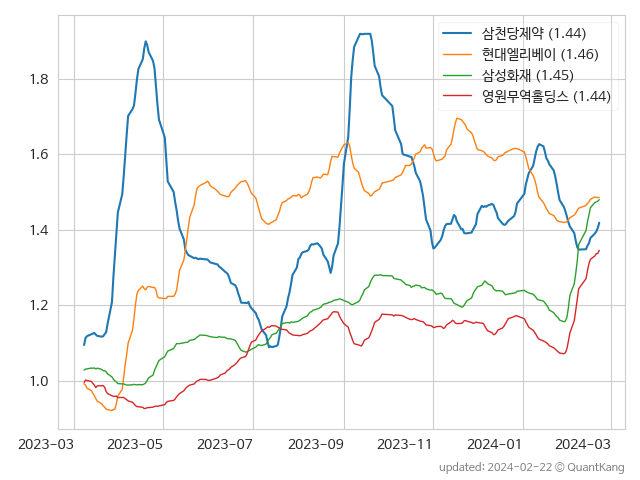 삼천당제약 (1.44)
현대엘리베이 (1.46)
삼성화재 (1.45)
영원무역홀딩스 (1.44)
1.8
1.6
1.4
1.2
1.0
2023-03 2023-05 2023-07 2023-09 2023-11 2024-01 2024-03
updated: 2024-02-22 © QuantKang